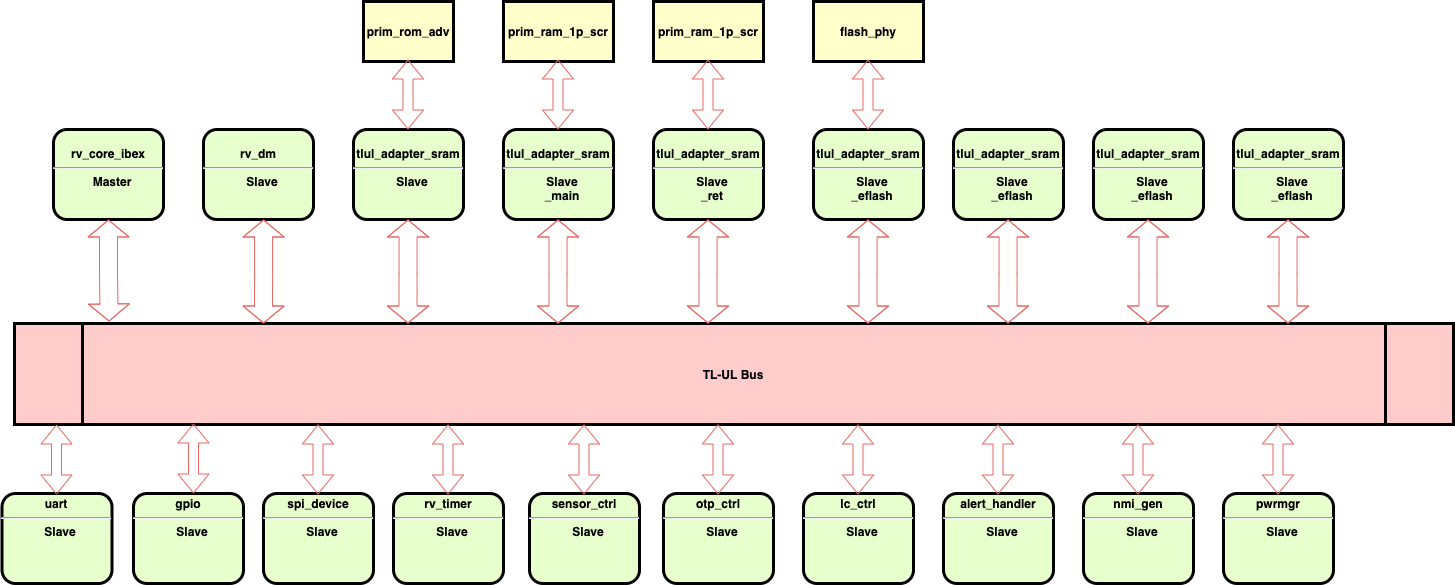 prim_rom_adv
prim_ram_1p_scr
prim_ram_1p_scr
flash_phy
rv_core_ibex
Master
rv_dm
Slave
tlul_adapter_sram
Slave
tlul_adapter_sram
Slave
_main
tlul_adapter_sram
Slave
_ret
tlul_adapter_sram
Slave
_eflash
tlul_adapter_sram
Slave
_eflash
tlul_adapter_sram
Slave
_eflash
tlul_adapter_sram
Slave
_eflash
TL-UL Bus
uart
Slave
gpio
Slave
spi_device
Slave
rv_timer
Slave
sensor_ctrl
Slave
otp_ctrl
Slave
lc_ctrl
Slave
alert_handler
Slave
nmi_gen
Slave
pwrmgr
Slave